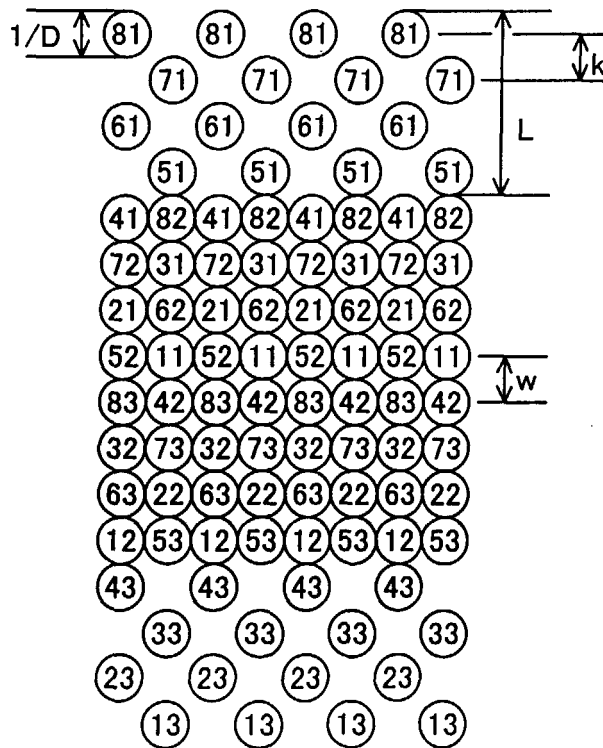 1/D 81 81 81 81
k
71 71 71 71
61 61 61 61
L
51 51 51 51
41 82 41 82 41 82 41 82
72 31 72 31 72 31 72 31
21 62 21 62 21 62 21 62
52 11 52 11 52 11 52 11
w
83 42 83 42 83 42 83 42
32 73 32 73 32 73 32 73
63 22 63 22 63 22 63 22
12 53 12 53 12 53 12 53
43 43 43 43
33 33 33 33
23 23 23 23
13 13 13 13